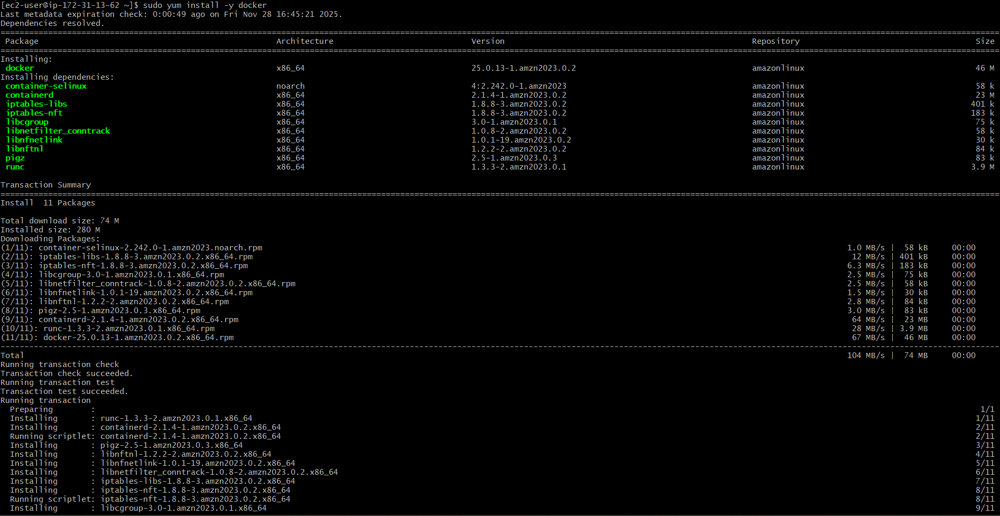 [ec2-user@ip-172-31-13-62 ~]$ sudo yum install -y docker
Last metadata expiration check: 0:00:49 ago on Fri Nov 28 16:45:21 2025.
Dependencies resolved.
================================================================================
Package Architecture Version Repository Size
================================================================================
Installing:
docker x86_64 25.0.13-1.amzn2023.0.2 amazonlinux 46 M
Installing dependencies:
container-selinux noarch 4:2.242.0-1.amzn2023 amazonlinux 58 k
containerd x86_64 2.1.4-1.amzn2023.0.2 amazonlinux 23 M
iptables-libs x86_64 1.8.8-3.amzn2023.0.2 amazonlinux 401 k
iptables-nft x86_64 1.8.8-3.amzn2023.0.2 amazonlinux 183 k
libcgroup x86_64 3.0-1.amzn2023.0.1 amazonlinux 75 k
libnetfilter_conntrack x86_64 1.0.8-2.amzn2023.0.2 amazonlinux 58 k
libnfnetlink x86_64 1.0.1-19.amzn2023.0.2 amazonlinux 30 k
libnftnl x86_64 1.2.2-2.amzn2023.0.2 amazonlinux 84 k
pigz x86_64 2.5-1.amzn2023.0.3 amazonlinux 83 k
runc x86_64 1.3.3-2.amzn2023.0.1 amazonlinux 3.9 M
Transaction Summary
================================================================================
Install 11 Packages
Total download size: 74 M
Installed size: 280 M
Downloading Packages:
(1/11): container-selinux-2.242.0-1.amzn2023.noarch.rpm 1.0 MB/s | 58 kB 00:00
(2/11): iptables-libs-1.8.8-3.amzn2023.0.2.x86_64.rpm 12 MB/s | 401 kB 00:00
(3/11): iptables-nft-1.8.8-3.amzn2023.0.2.x86_64.rpm 6.3 MB/s | 183 kB 00:00
(4/11): libcgroup-3.0-1.amzn2023.0.1.x86_64.rpm 2.5 MB/s | 75 kB 00:00
(5/11): libnetfilter_conntrack-1.0.8-2.amzn2023.0.2.x86_64.rpm 2.5 MB/s | 58 kB 00:00
(6/11): libnfnetlink-1.0.1-19.amzn2023.0.2.x86_64.rpm 1.5 MB/s | 30 kB 00:00
(7/11): libnftnl-1.2.2-2.amzn2023.0.2.x86_64.rpm 2.8 MB/s | 84 kB 00:00
(8/11): pigz-2.5-1.amzn2023.0.3.x86_64.rpm 3.0 MB/s | 83 kB 00:00
(9/11): containerd-2.1.4-1.amzn2023.0.2.x86_64.rpm 64 MB/s | 23 MB 00:00
(10/11): runc-1.3.3-2.amzn2023.0.1.x86_64.rpm 28 MB/s | 3.9 MB 00:00
(11/11): docker-25.0.13-1.amzn2023.0.2.x86_64.rpm 67 MB/s | 46 MB 00:00
--------------------------------------------------------------------------------
Total 104 MB/s | 74 MB 00:00
Running transaction check
Transaction check succeeded.
Running transaction test
Transaction test succeeded.
Running transaction
Preparing : 1/1
Installing : runc-1.3.3-2.amzn2023.0.1.x86_64 1/11
Installing : containerd-2.1.4-1.amzn2023.0.2.x86_64 2/11
Running scriptlet: containerd-2.1.4-1.amzn2023.0.2.x86_64 2/11
Installing : pigz-2.5-1.amzn2023.0.3.x86_64 3/11
Installing : libnftnl-1.2.2-2.amzn2023.0.2.x86_64 4/11
Installing : libnfnetlink-1.0.1-19.amzn2023.0.2.x86_64 5/11
Installing : libnetfilter_conntrack-1.0.8-2.amzn2023.0.2.x86_64 6/11
Installing : iptables-libs-1.8.8-3.amzn2023.0.2.x86_64 7/11
Installing : iptables-nft-1.8.8-3.amzn2023.0.2.x86_64 8/11
Running scriptlet: iptables-nft-1.8.8-3.amzn2023.0.2.x86_64 8/11
Installing : libcgroup-3.0-1.amzn2023.0.1.x86_64 9/11